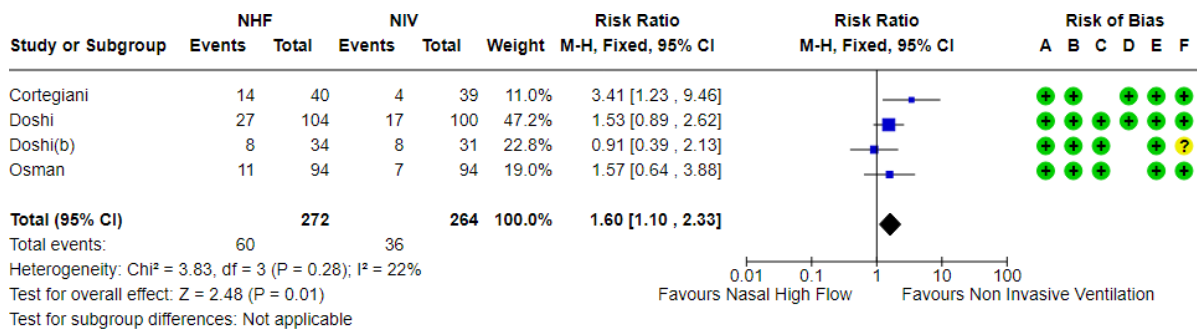 NHF NIV Risk Ratio Risk Ratio Risk of Bias
Study or Subgroup Events Total Events Total Weight M-H, Fixed, 95% CI M-H, Fixed, 95% CI A B C D E F
Cortegiani 14 40 4 39 11.0% 3.41 [1.23 , 9.46] + + + + +
Doshi 27 104 17 100 47.2% 1.53 [0.89 , 2.62] + + + + + +
Doshi(b) 8 34 8 31 22.8% 0.91 [0.39 , 2.13] + + + + ?
Osman 11 94 7 94 19.0% 1.57 [0.64 , 3.88] + + + + +
Total (95% CI) 272 264 100.0% 1.60 [1.10 , 2.33]
Total events: 60 36
Heterogeneity: Chi² = 3.83, df = 3 (P = 0.28); I² = 22%
0.01 0.1 1 10 100
Test for overall effect: Z = 2.48 (P = 0.01)
Favours Nasal High Flow Favours Non Invasive Ventilation
Test for subgroup differences: Not applicable